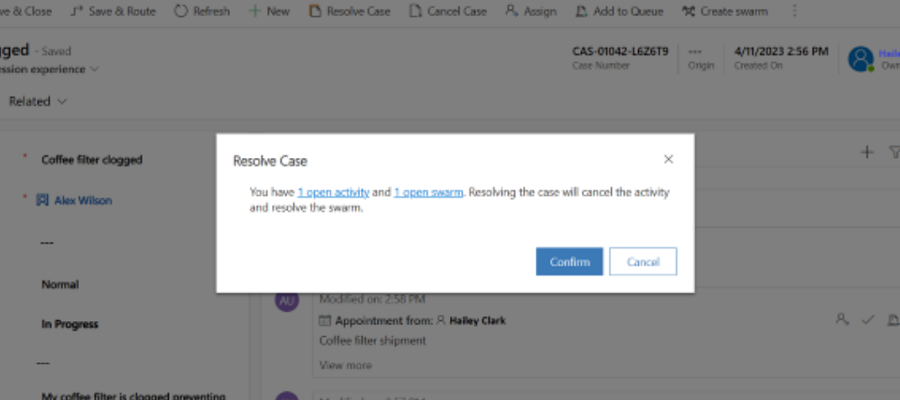 ve & Close Save & Route Refresh New Resolve Case Cancel Case Assign Add to Queue Create swarm
gged - Saved
ession experience
CAS-01042-L6Z6T9 --- 4/11/2023 2:56 PM Hailey
Case Number Origin Created On Own
Related
* Coffee filter clogged
* Alex Wilson
---
Normal
In Progress
---
My coffee filter is clogged preventing
Resolve Case
You have 1 open activity and 1 open swarm. Resolving the case will cancel the activity
and resolve the swarm.
Confirm Cancel
AU Modified on: 2:58 PM
Appointment from: Hailey Clark
Coffee filter shipment
View more